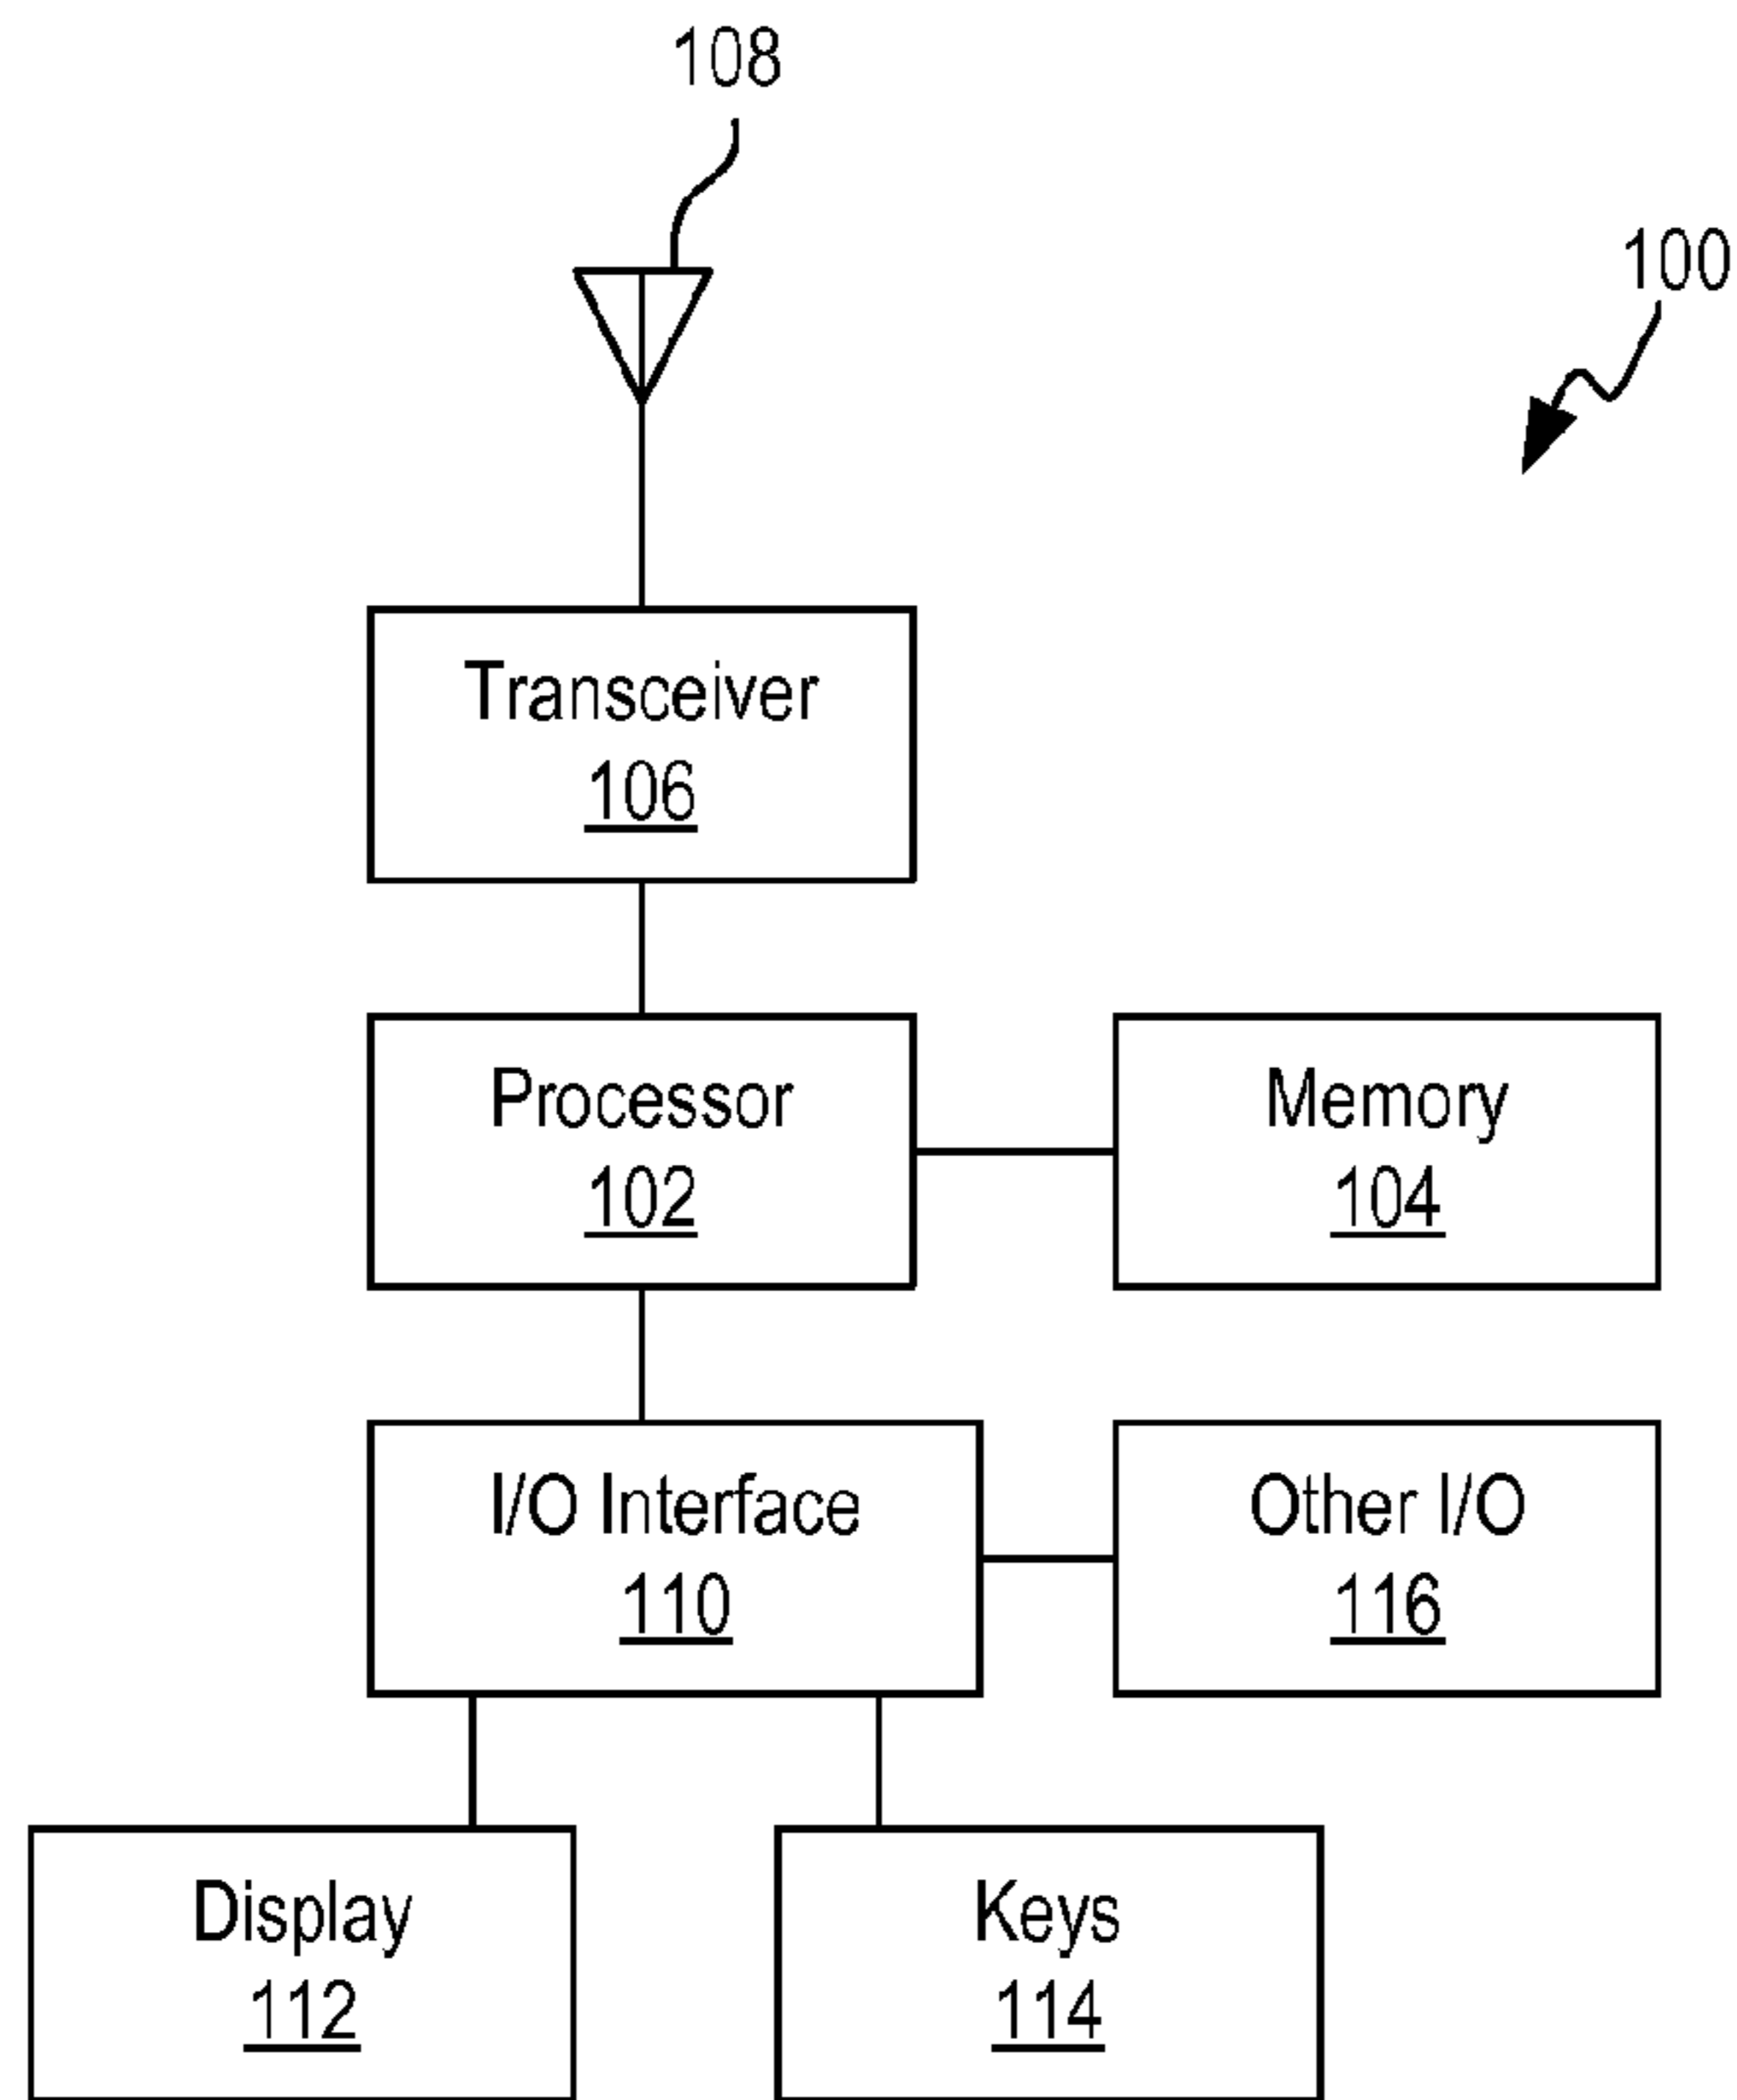 108
100
Transceiver
106
Processor
102
Memory
104
I/O Interface
110
Other I/O
116
Display
112
Keys
114